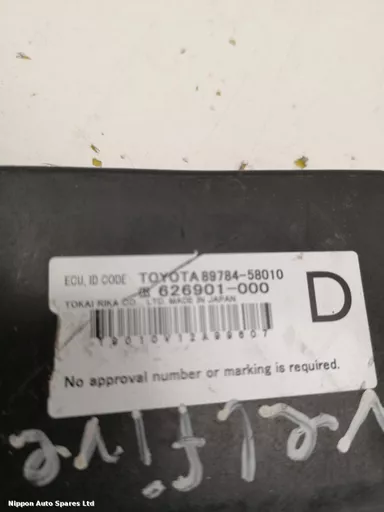 ECU, ID CODE TOYOTA 89784-58010
626901-000
TOKAI RIKA CO., LTD. MADE IN JAPAN
D
No approval number or marking is required.
Nippon Auto Spares Ltd